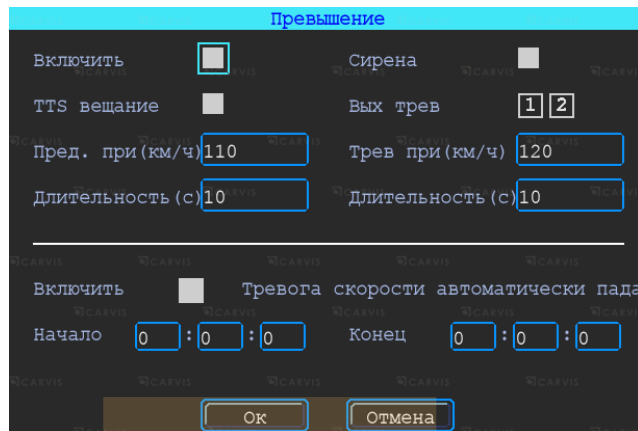 Превышение
Включить Сирена
TTS вещание Вых трев 1 2
Пред. при(км/ч) 110 Трев при(км/ч) 120
Длительность(с) 10 Длительность(с) 10
Включить Тревога скорости автоматически пада
Начало 0 : 0 : 0 Конец 0 : 0 : 0
Ок Отмена